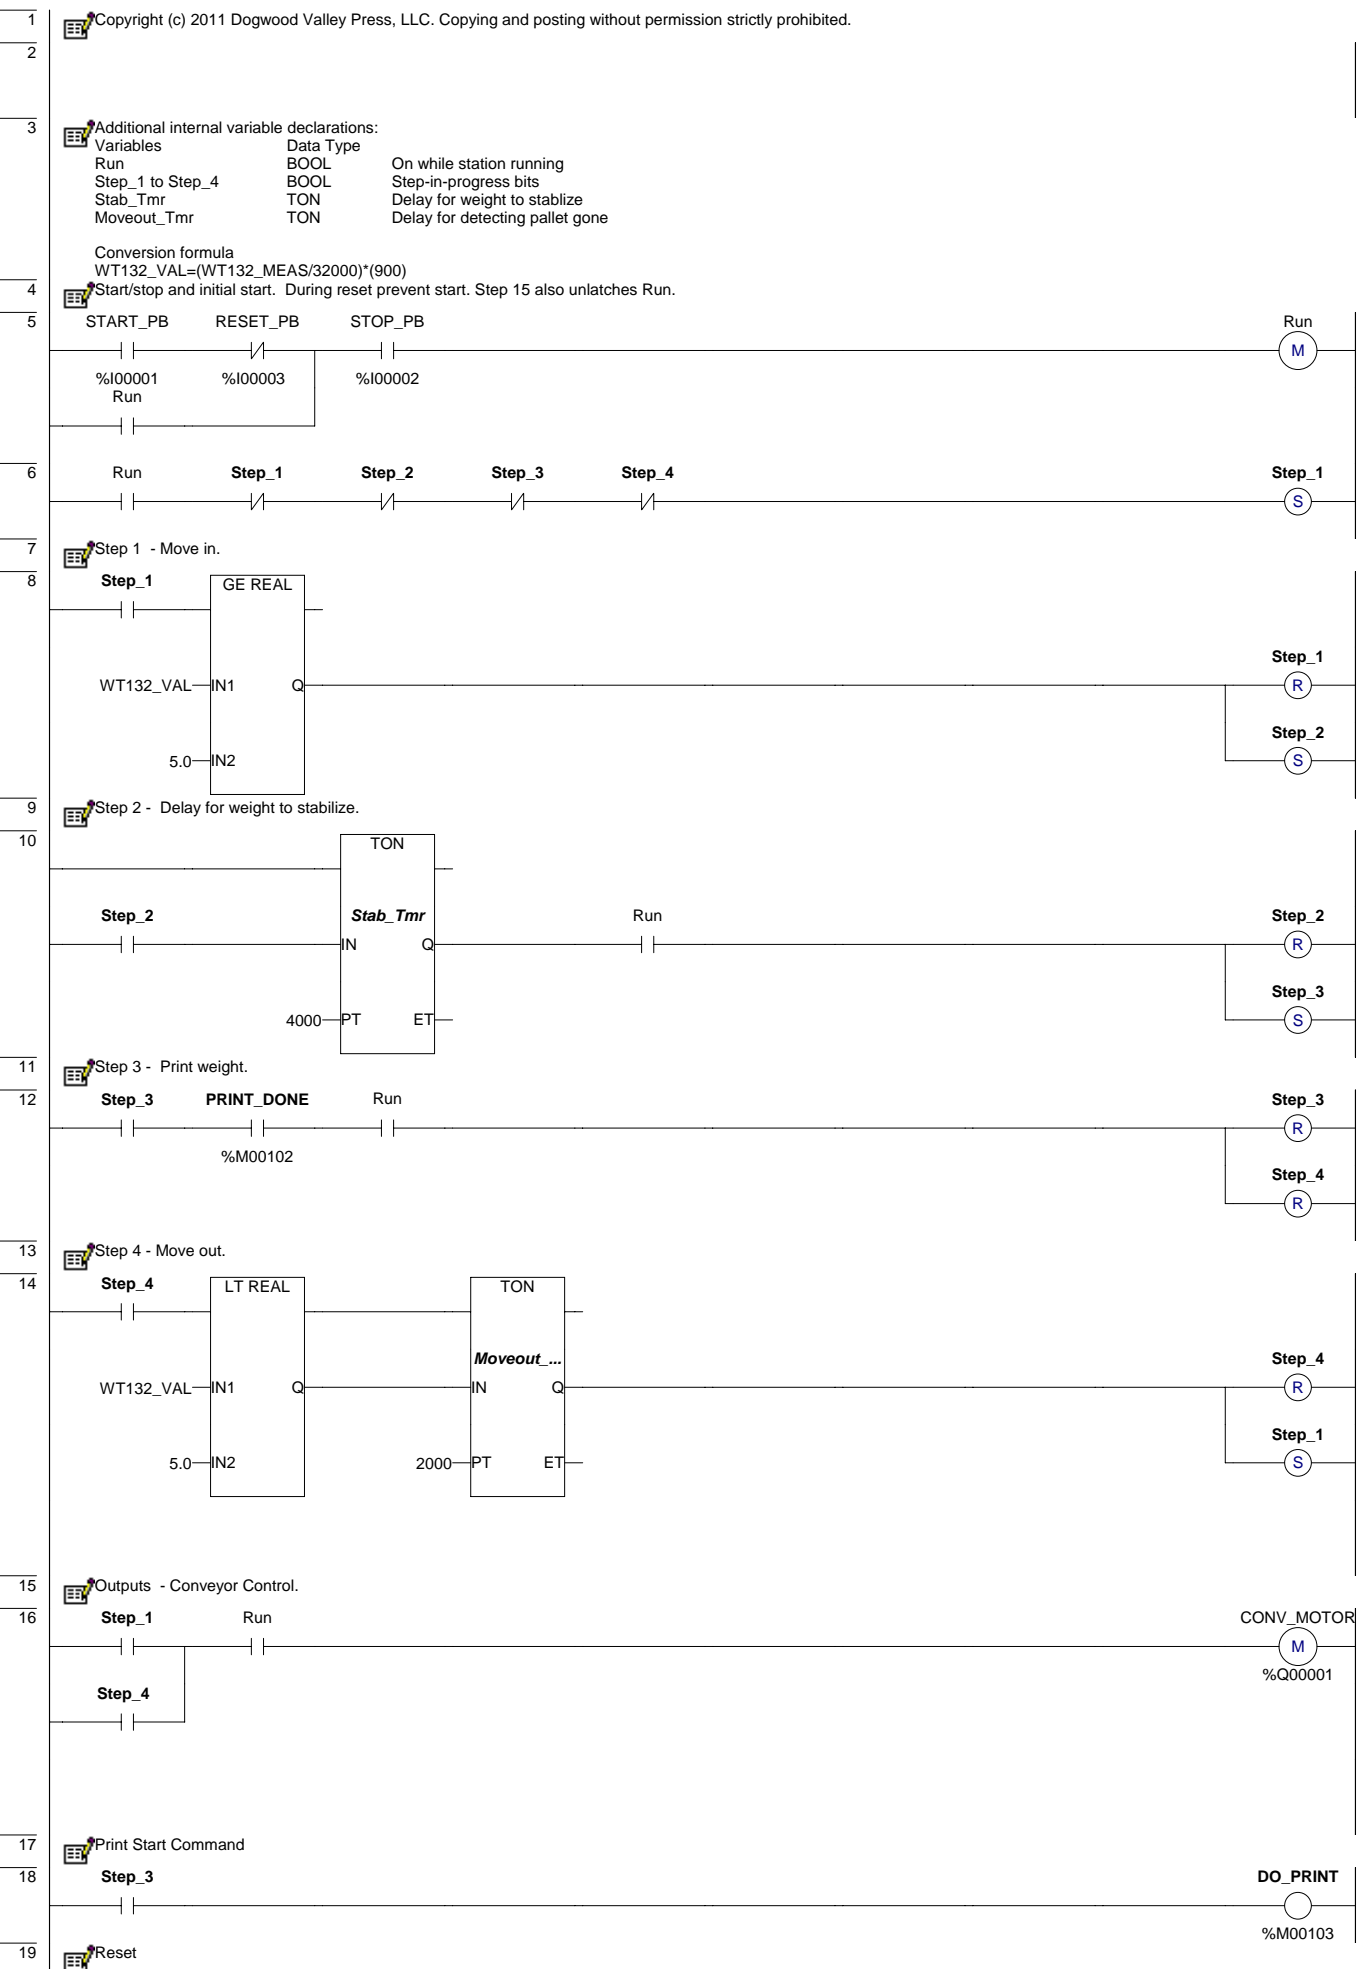 1 Copyright (c) 2011 Dogwood Valley Press, LLC. Copying and posting without permission strictly prohibited.
2
3 Additional internal variable declarations:
Variables Data Type
Run BOOL On while station running
Step_1 to Step_4 BOOL Step-in-progress bits
Stab_Tmr TON Delay for weight to stablize
Moveout_Tmr TON Delay for detecting pallet gone
Conversion formula
WT132_VAL=(WT132_MEAS/32000)*(900)
4 Start/stop and initial start. During reset prevent start. Step 15 also unlatches Run.
5 START_PB RESET_PB STOP_PB Run
M
%I00001 %I00003 %I00002
Run
6 Run Step_1 Step_2 Step_3 Step_4 Step_1
S
7 Step 1 - Move in.
8 Step_1 GE REAL
Step_1
WT132_VAL IN1 Q R
Step_2
5.0 IN2 S
9 Step 2 - Delay for weight to stabilize.
10 TON
Step_2 Stab_Tmr Run Step_2
IN Q R
Step_3
4000 PT ET S
11 Step 3 - Print weight.
12 Step_3 PRINT_DONE Run Step_3
R
%M00102
Step_4
R
13 Step 4 - Move out.
14 Step_4 LT REAL TON
Moveout_... Step_4
WT132_VAL IN1 Q IN Q R
Step_1
5.0 IN2 2000 PT ET S
15 Outputs - Conveyor Control.
16 Step_1 Run CONV_MOTOR
M
%Q00001
Step_4
17 Print Start Command
18 Step_3 DO_PRINT
%M00103
19 Reset